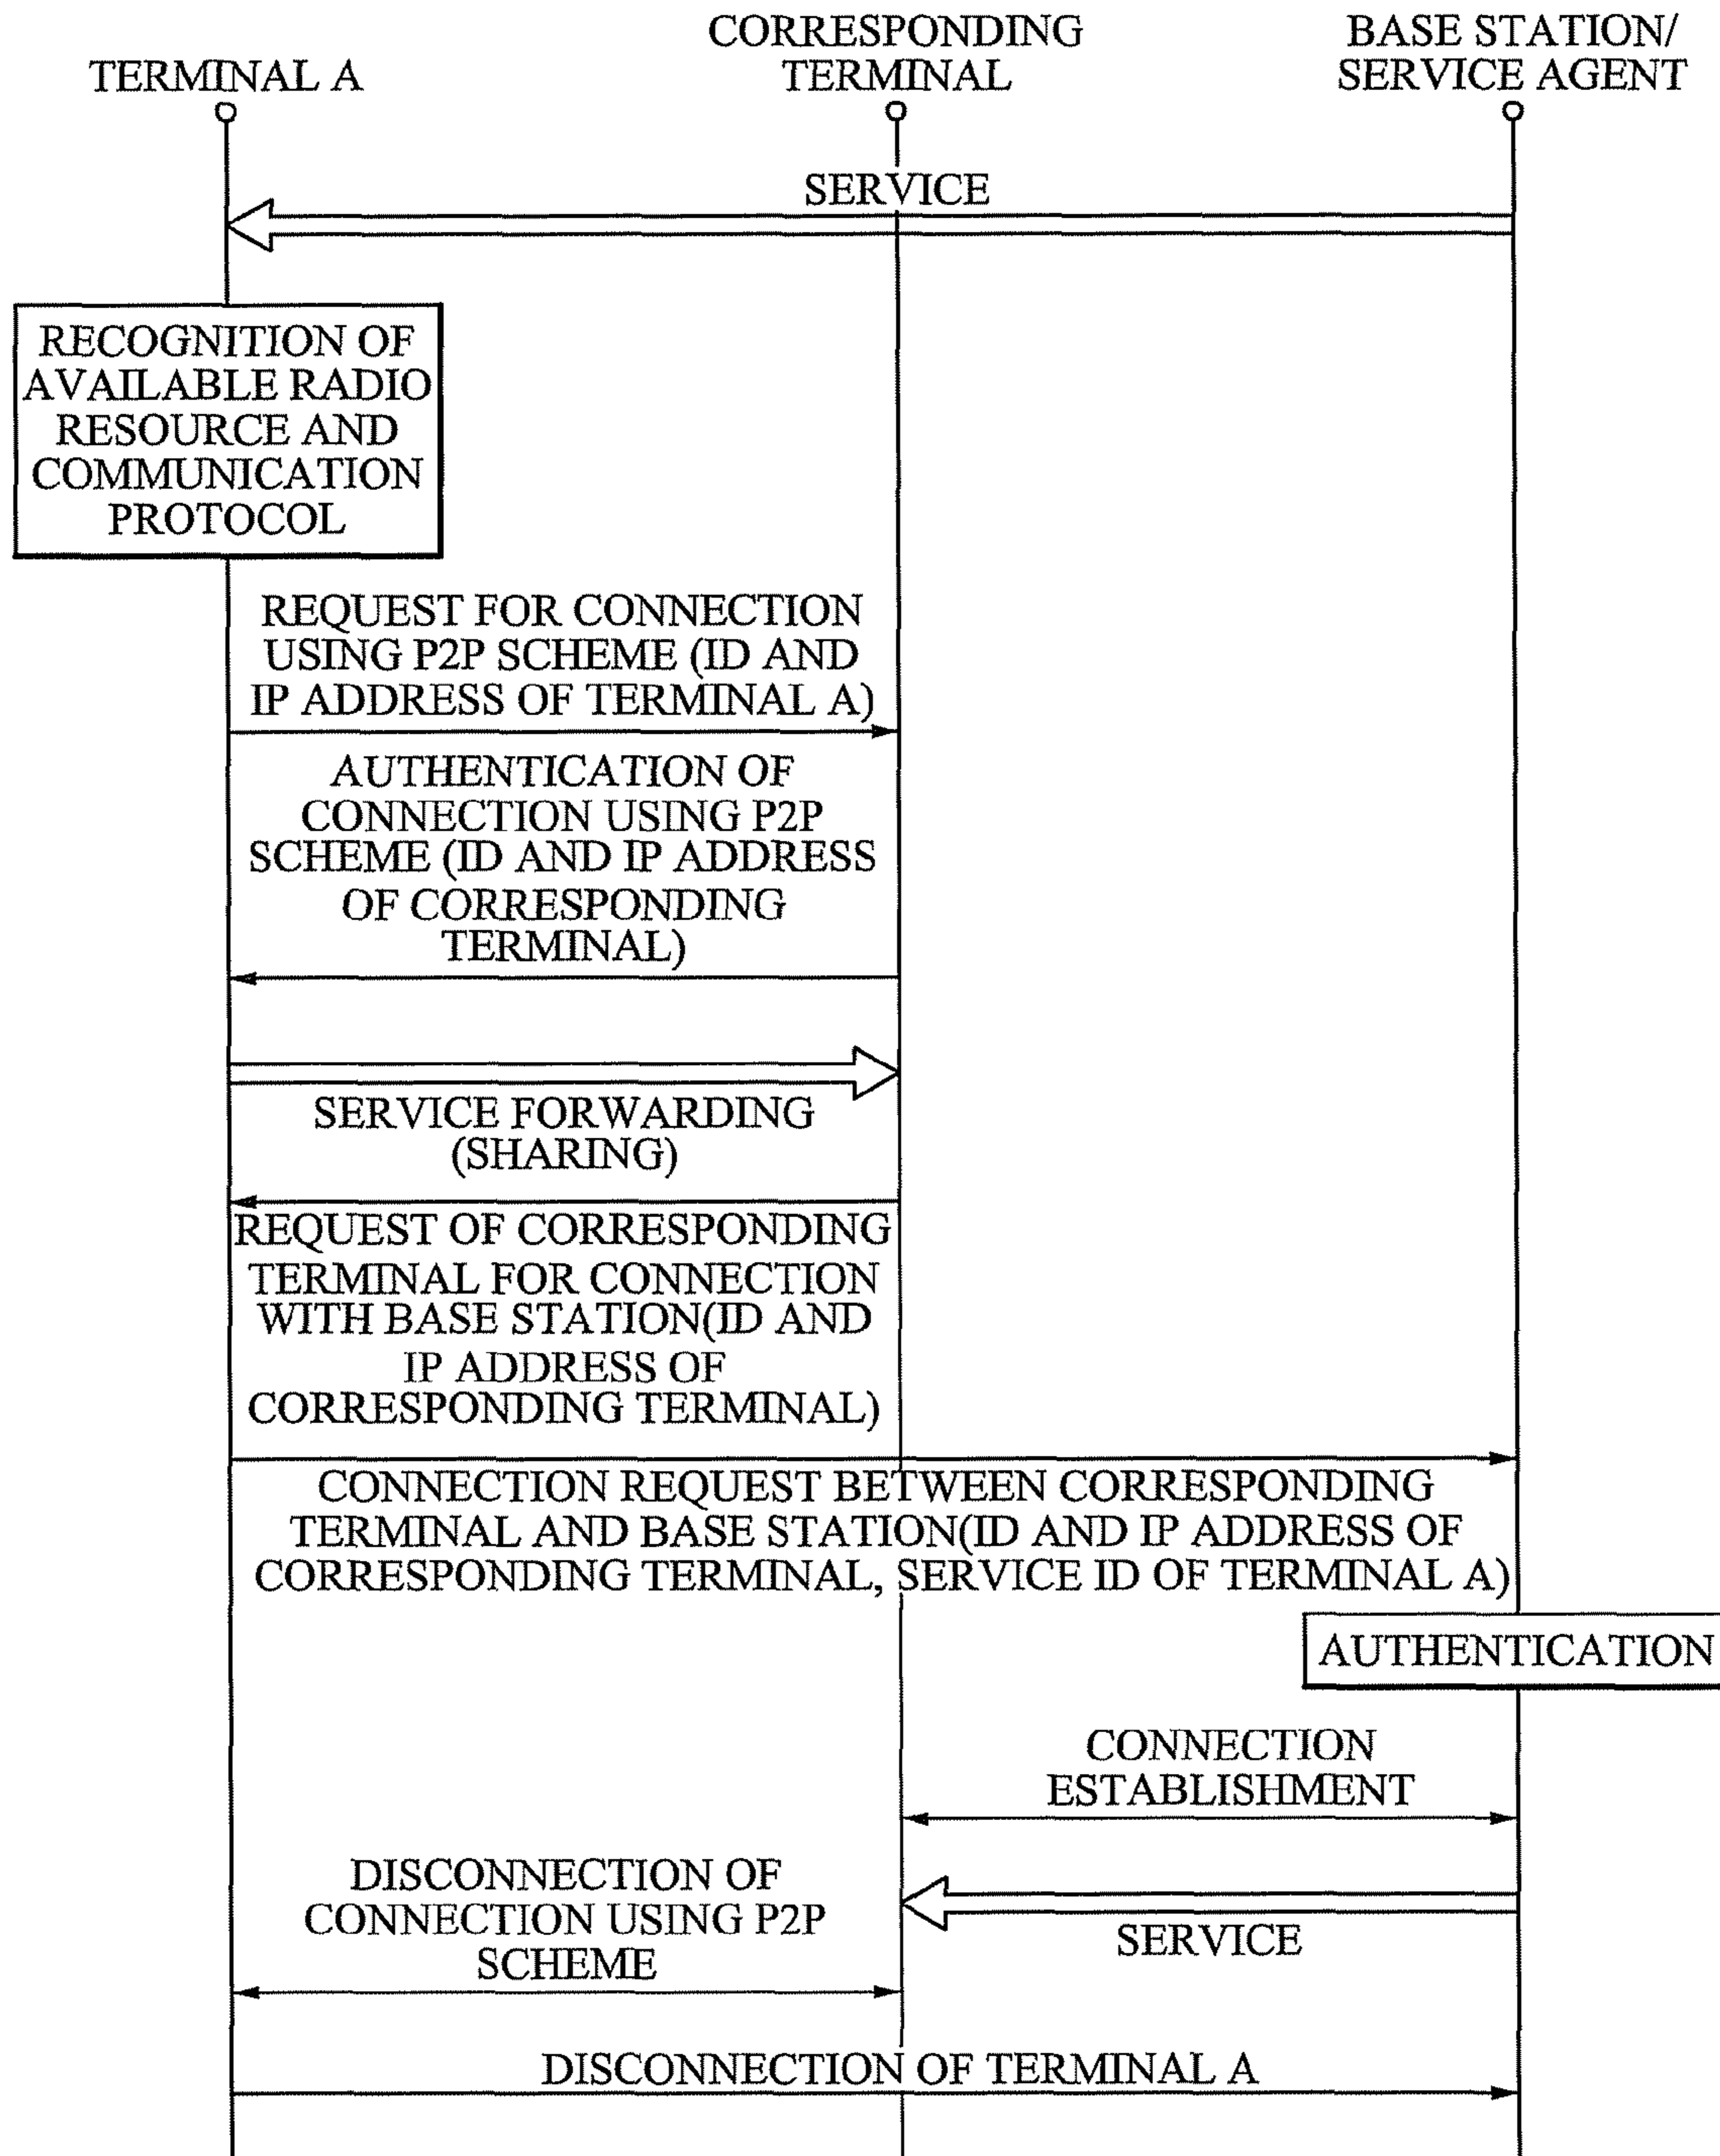 TERMINAL A
CORRESPONDING
TERMINAL
BASE STATION/
SERVICE AGENT
SERVICE
RECOGNITION OF
AVAILABLE RADIO
RESOURCE AND
COMMUNICATION
PROTOCOL
REQUEST FOR CONNECTION
USING P2P SCHEME (ID AND
IP ADDRESS OF TERMINAL A)
AUTHENTICATION OF
CONNECTION USING P2P
SCHEME (ID AND IP ADDRESS
OF CORRESPONDING
TERMINAL)
SERVICE FORWARDING
(SHARING)
REQUEST OF CORRESPONDING
TERMINAL FOR CONNECTION
WITH BASE STATION(ID AND
IP ADDRESS OF
CORRESPONDING TERMINAL)
CONNECTION REQUEST BETWEEN CORRESPONDING
TERMINAL AND BASE STATION(ID AND IP ADDRESS OF
CORRESPONDING TERMINAL, SERVICE ID OF TERMINAL A)
AUTHENTICATION
CONNECTION
ESTABLISHMENT
DISCONNECTION OF
CONNECTION USING P2P
SCHEME
SERVICE
DISCONNECTION OF TERMINAL A